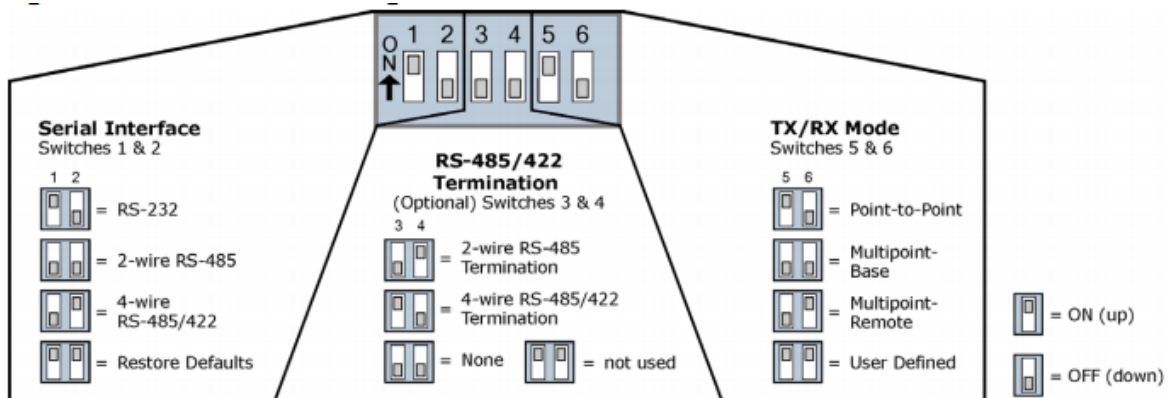 1 2 3 4 5 6
ON
Serial Interface
Switches 1 & 2
1 2
= RS-232
= 2-wire RS-485
= 4-wire
RS-485/422
= Restore Defaults
RS-485/422
Termination
(Optional) Switches 3 & 4
3 4
= 2-wire RS-485
Termination
= 4-wire RS-485/422
Termination
= None
= not used
TX/RX Mode
Switches 5 & 6
5 6
= Point-to-Point
= Multipoint-
Base
= Multipoint-
Remote
= User Defined
= ON (up)
= OFF (down)